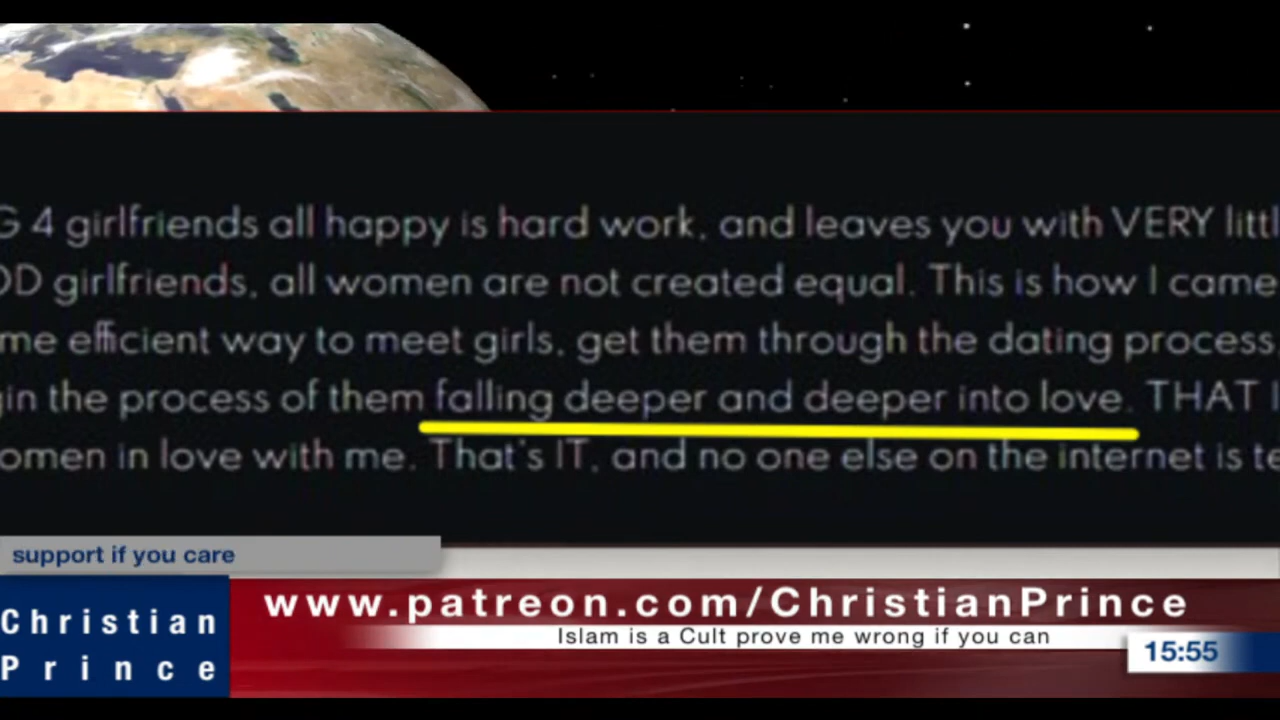 G 4 girlfriends all happy is hard work, and leaves you with VERY littl
OD girlfriends, all women are not created equal. This is how I came
me efficient way to meet girls, get them through the dating process,
gin the process of them falling deeper and deeper into love. THAT I
omen in love with me. That's IT, and no one else on the internet is te
support if you care
Christian
Prince
www.patreon.com/ChristianPrince
Islam is a Cult prove me wrong if you can
15:55